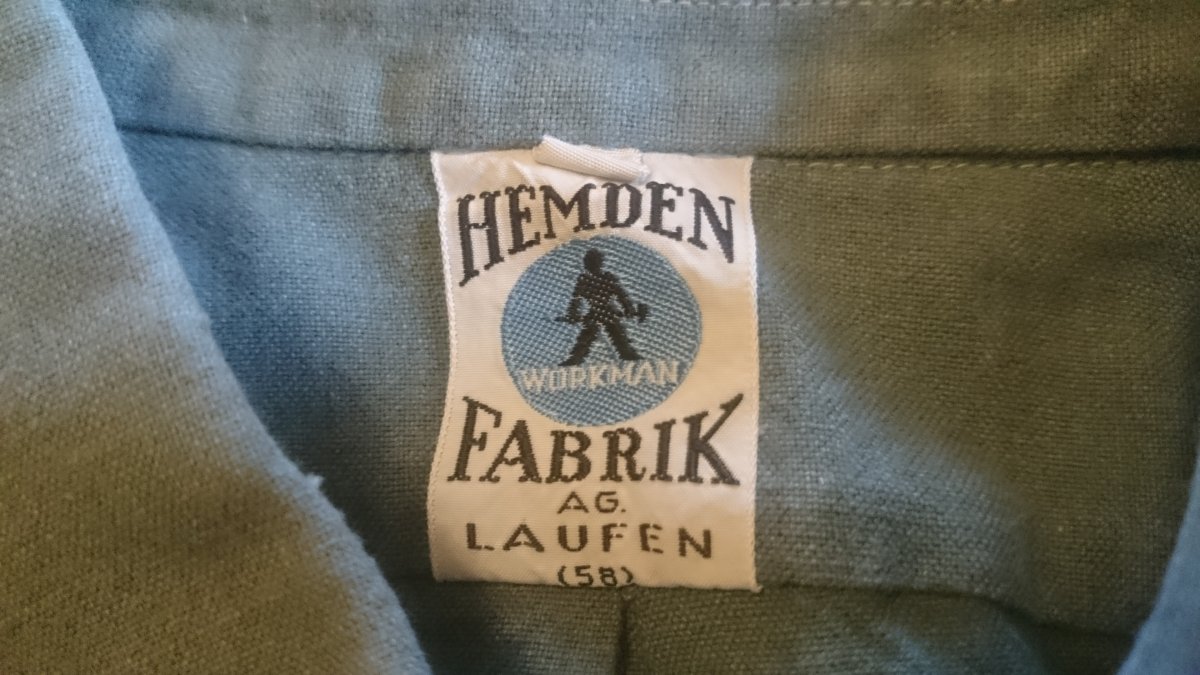 HEMDEN
WORKMAN
FABRIK
AG.
LAUFEN
(58)